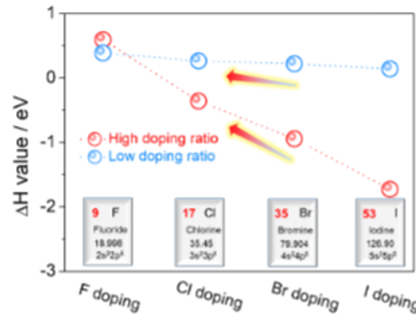 1
0
-1
-2
-3
ΔH value / eV
High doping ratio
Low doping ratio
9 F
Fluoride
18.998
2s²2p⁵
17 Cl
Chlorine
35.45
3s²3p⁵
35 Br
Bromine
79.904
4s²4p⁵
53 I
Iodine
126.90
5s²5p⁵
F doping
Cl doping
Br doping
I doping